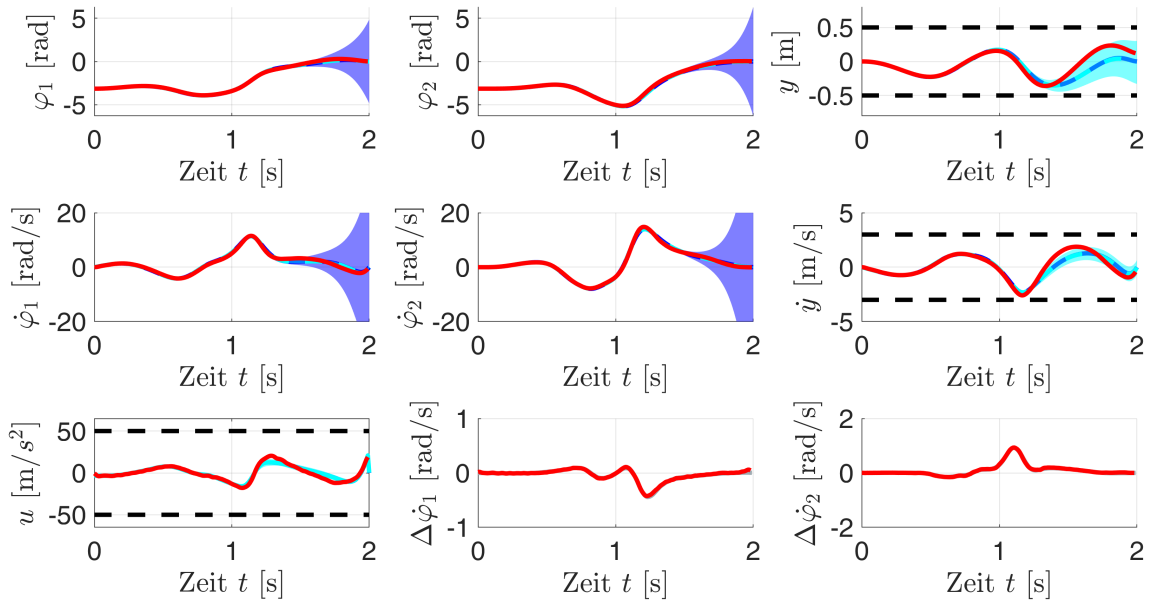 φ₁ [rad]
5
0
-5
0 1 2
Zeit t [s]
φ₂ [rad]
5
0
-5
0 1 2
Zeit t [s]
y [m]
0.5
0
-0.5
0 1 2
Zeit t [s]
φ̇₁ [rad/s]
20
0
-20
0 1 2
Zeit t [s]
φ̇₂ [rad/s]
20
0
-20
0 1 2
Zeit t [s]
ẏ [m/s]
5
0
-5
0 1 2
Zeit t [s]
u [m/s²]
50
0
-50
0 1 2
Zeit t [s]
Δφ̇₁ [rad/s]
1
0
-1
0 1 2
Zeit t [s]
Δφ̇₂ [rad/s]
2
0
-2
0 1 2
Zeit t [s]